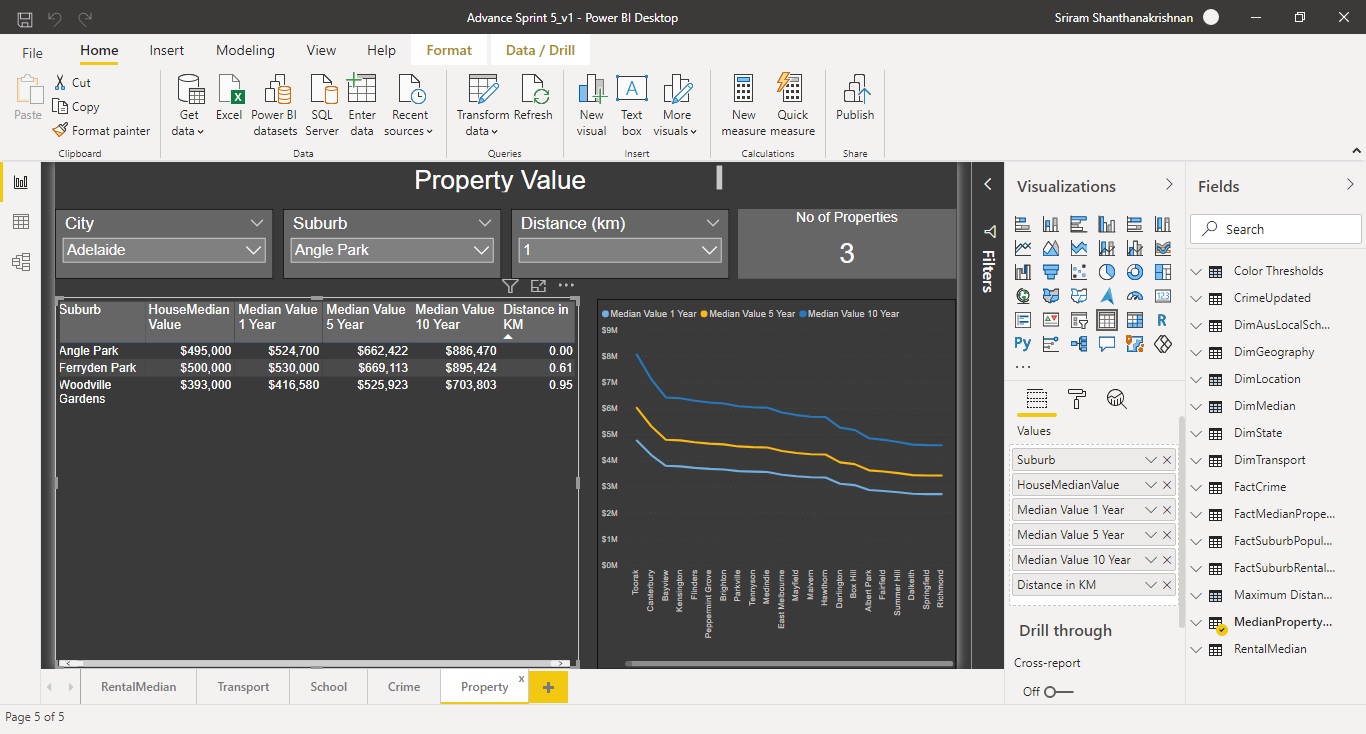 Advance Sprint 5_v1 - Power BI Desktop
Sriram Shanthanakrishnan
File Home Insert Modeling View Help Format Data / Drill
Paste
Cut
Copy
Format painter
Clipboard
Get data
Excel
Power BI datasets
SQL Server
Enter data
Recent sources
Data
Transform data
Refresh
Queries
New visual
Text box
More visuals
Insert
New measure
Quick measure
Calculations
Publish
Share
Property Value
City
Adelaide
Suburb
Angle Park
Distance (km)
1
No of Properties
3
Suburb HouseMedian Value Median Value 1 Year Median Value 5 Year Median Value 10 Year Distance in KM
Angle Park $495,000 $524,700 $662,422 $886,470 0.00
Ferryden Park $500,000 $530,000 $669,113 $895,424 0.61
Woodville Gardens $393,000 $416,580 $525,923 $703,803 0.95
Median Value 1 Year Median Value 5 Year Median Value 10 Year
$9M
$8M
$7M
$6M
$5M
$4M
$3M
$2M
$1M
$0M
Toorak
Canterbury
Bayview
Kensington
Flinders
Peppermint Grove
Brighton
Parkville
Tennyson
Medindie
East Melbourne
Mayfield
Malvern
Hawthorn
Darlington
Box Hill
Albert Park
Fairfield
Summer Hill
Dalkeith
Springfield
Richmond
Filters
Visualizations
123
R
Py
Values
Suburb
HouseMedianValue
Median Value 1 Year
Median Value 5 Year
Median Value 10 Year
Distance in KM
Drill through
Cross-report
Off
Fields
Search
Color Thresholds
CrimeUpdated
DimAusLocalSch...
DimGeography
DimLocation
DimMedian
DimState
DimTransport
FactCrime
FactMedianPrope...
FactSuburbPopul...
FactSuburbRental...
Maximum Distan...
MedianProperty...
RentalMedian
RentalMedian Transport School Crime Property x +
Page 5 of 5